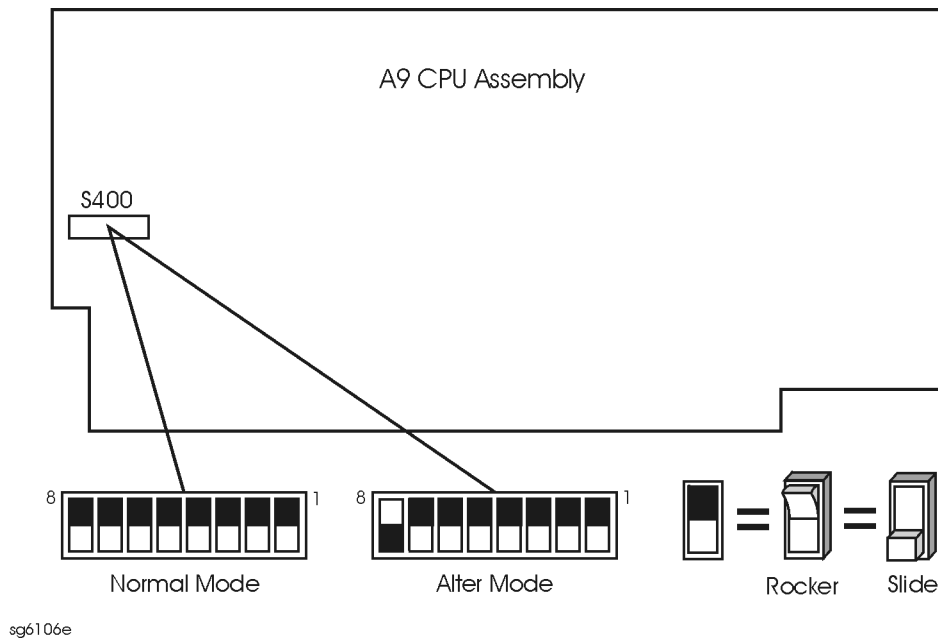 A9 CPU Assembly
S400
8 1
8 1
Normal Mode
Alter Mode
Rocker
Slide
sg6106e